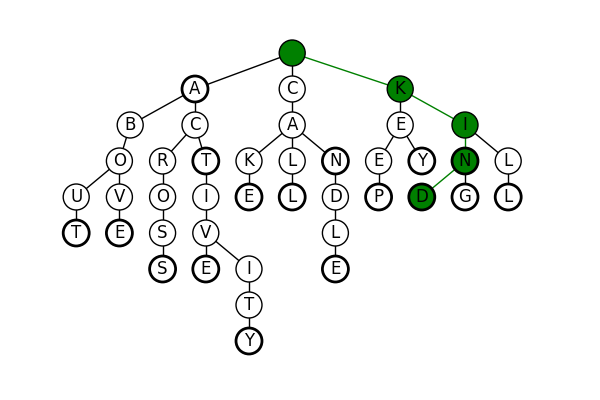 A C K
B C A E I
O R T K L N E Y N L
U V O I E L D P D G L
T E S V L
S E I E
T
Y